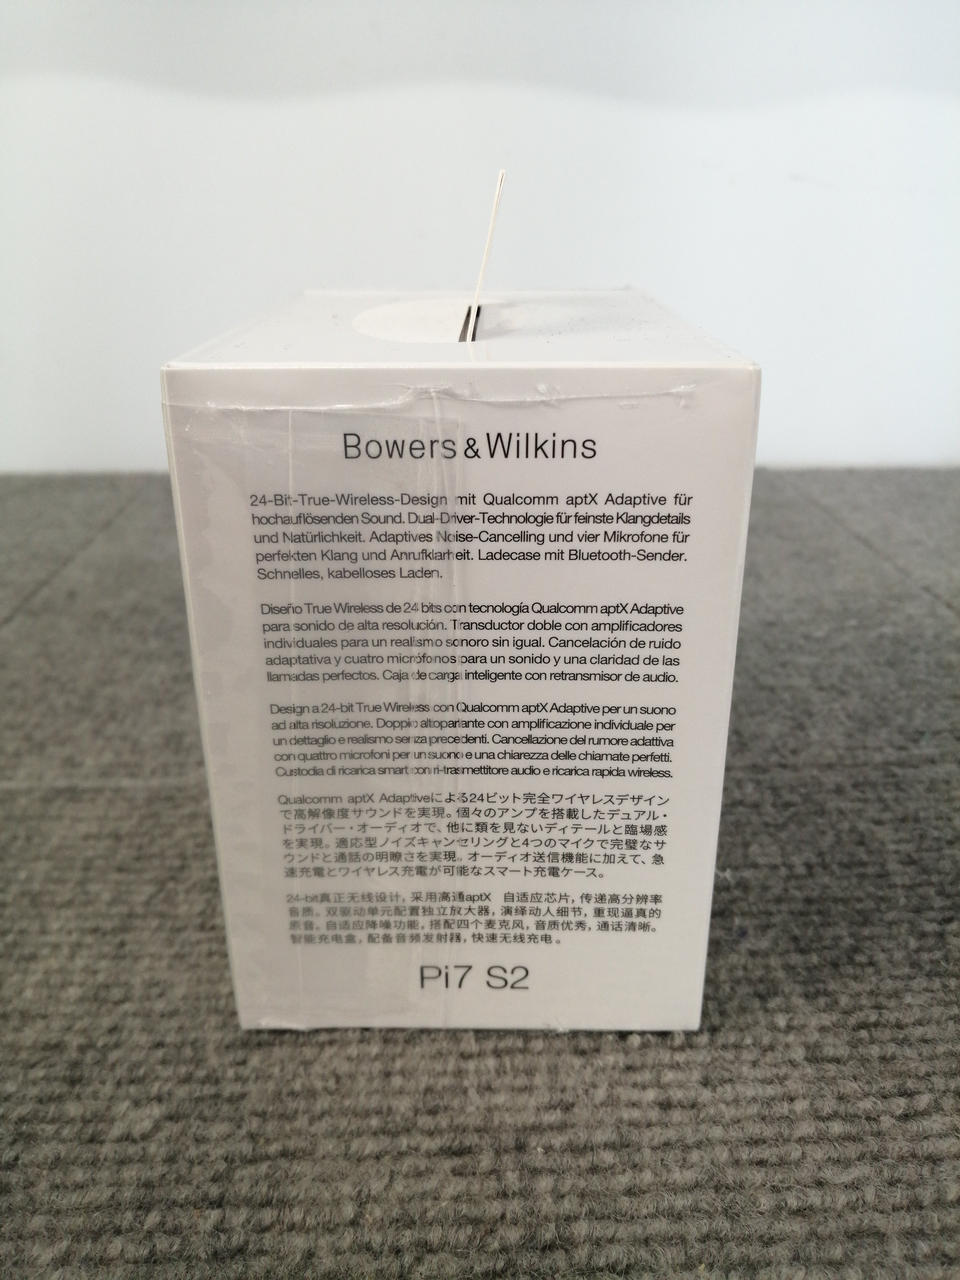 Bowers & Wilkins
24-Bit-True-Wireless-Design mit Qualcomm aptX Adaptive für
hochauflösenden Sound. Dual-Driver-Technologie für feinste Klangdetails
und Natürlichkeit. Adaptives Noise-Cancelling und vier Mikrofone für
perfekten Klang und Anrufklarheit. Ladecase mit Bluetooth-Sender.
Schnelles, kabelloses Laden.
Diseño True Wireless de 24 bits con tecnología Qualcomm aptX Adaptive
para sonido de alta resolución. Transductor doble con amplificadores
individuales para un realismo sonoro sin igual. Cancelación de ruido
adaptativa y cuatro micrófonos para un sonido y una claridad de las
llamadas perfectos. Caja de carga inteligente con retransmisor de audio.
Design a 24-bit True Wireless con Qualcomm aptX Adaptive per un suono
ad alta risoluzione. Doppio altoparlante con amplificazione individuale per
un dettaglio e realismo senza precedenti. Cancellazione del rumore adattiva
con quattro microfoni per un suono e una chiarezza delle chiamate perfetti.
Custodia di ricarica smart con ri-trasmettitore audio e ricarica rapida wireless.
Qualcomm aptX Adaptiveによる24ビット完全ワイヤレスデザイン
で高解像度サウンドを実現。個々のアンプを搭載したデュアル・
ドライバー・オーディオで、他に類を見ないディテールと臨場感
を実現。適応型ノイズキャンセリングと4つのマイクで完璧なサ
ウンドと通話の明瞭さを実現。オーディオ送信機能に加えて、急
速充電とワイヤレス充電が可能なスマート充電ケース。
24-bit真正无线设计，采用高通aptX 自适应芯片，传递高分辨率
音质。双驱动单元配置独立放大器，演绎动人细节，重现逼真的
原音。自适应降噪功能，搭配四个麦克风，音质优秀，通话清晰。
智能充电盒，配备音频发射器，快速无线充电。
Pi7 S2